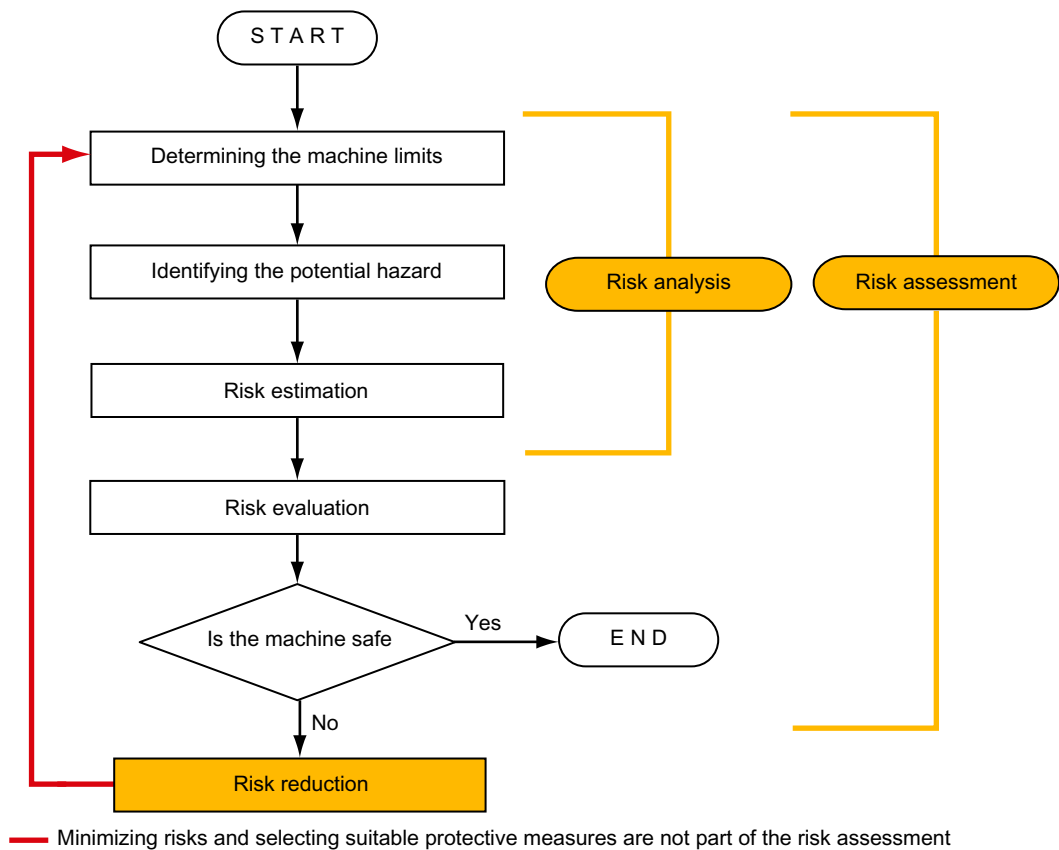 S T A R T
Determining the machine limits
Identifying the potential hazard
Risk analysis
Risk assessment
Risk estimation
Risk evaluation
Is the machine safe
Yes
E N D
No
Risk reduction
Minimizing risks and selecting suitable protective measures are not part of the risk assessment